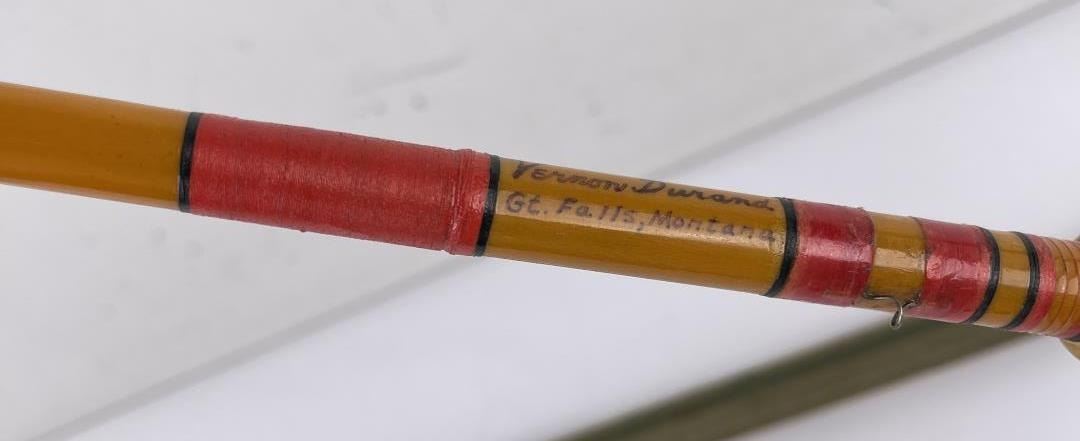 Vernon Durand
Gt. Falls, Montana